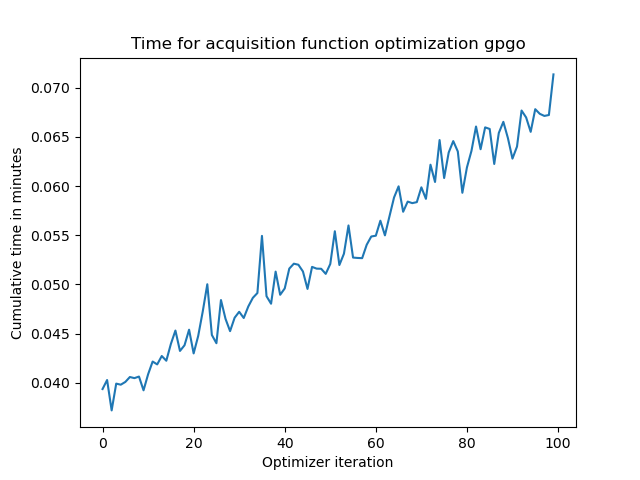 Time for acquisition function optimization gpgo
0.070
0.065
0.060
0.055
0.050
0.045
0.040
Cumulative time in minutes
0 20 40 60 80 100
Optimizer iteration